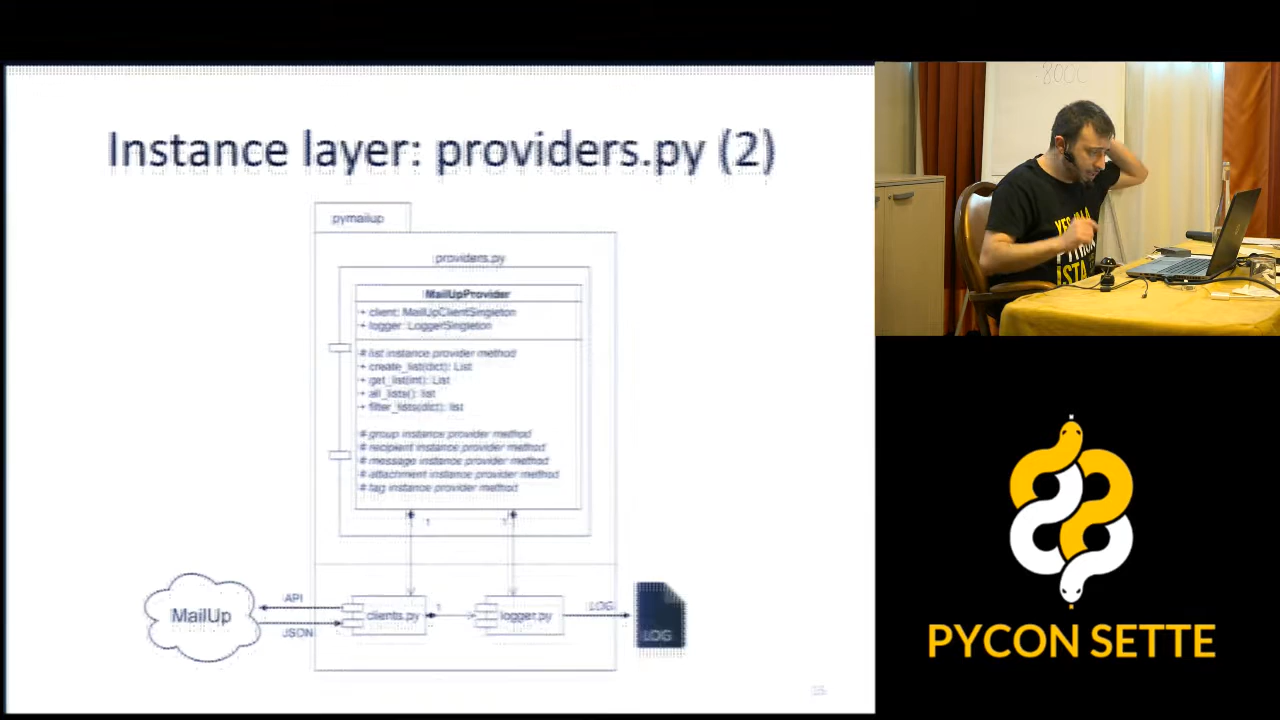 Instance layer: providers.py (2)
pymailup
providers.py
MailUpProvider
+ client: MailUpClientSingleton
+ logger: LoggerSingleton
# list instance provider method
+ create_list(dict): List
+ get_list(int): List
+ all_lists(): list
+ filter_lists(dict): list
# group instance provider method
# recipient instance provider method
# message instance provider method
# attachment instance provider method
# tag instance provider method
1
1
MailUp
API
JSON
clients.py
1
logger.py
LOG
LOG
PYCON SETTE